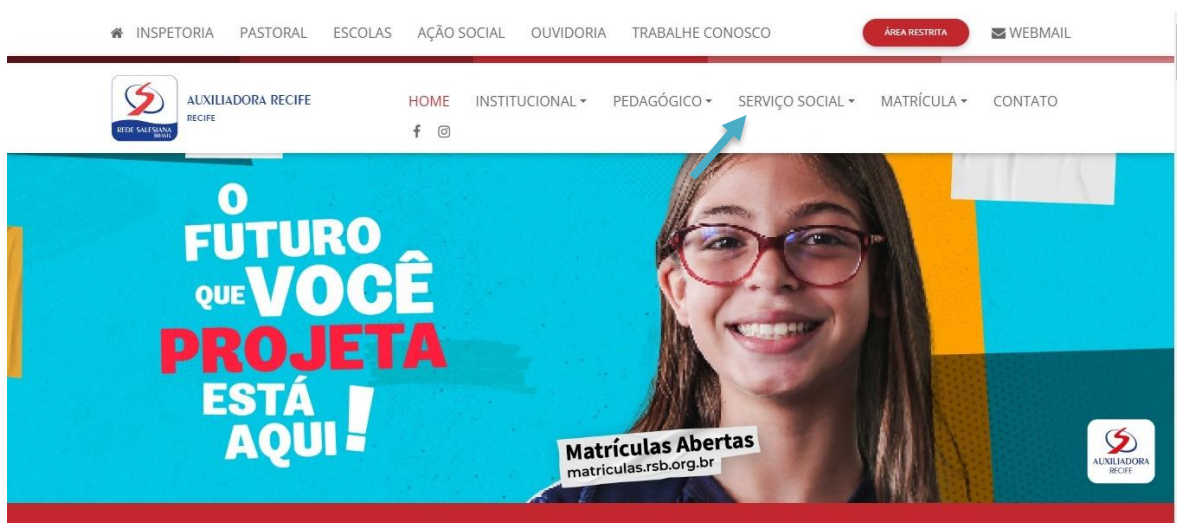 INSPETORIA PASTORAL ESCOLAS AÇÃO SOCIAL OUVIDORIA TRABALHE CONOSCO ÁREA RESTRITA WEBMAIL
REDE SALESIANA
BRASIL
AUXILIADORA RECIFE
RECIFE
HOME INSTITUCIONAL PEDAGÓGICO SERVIÇO SOCIAL MATRÍCULA CONTATO
O
FUTURO
QUE VOCÊ
PROJETA
ESTÁ
AQUI!
Matrículas Abertas
matriculas.rsb.org.br
AUXILIADORA
RECIFE